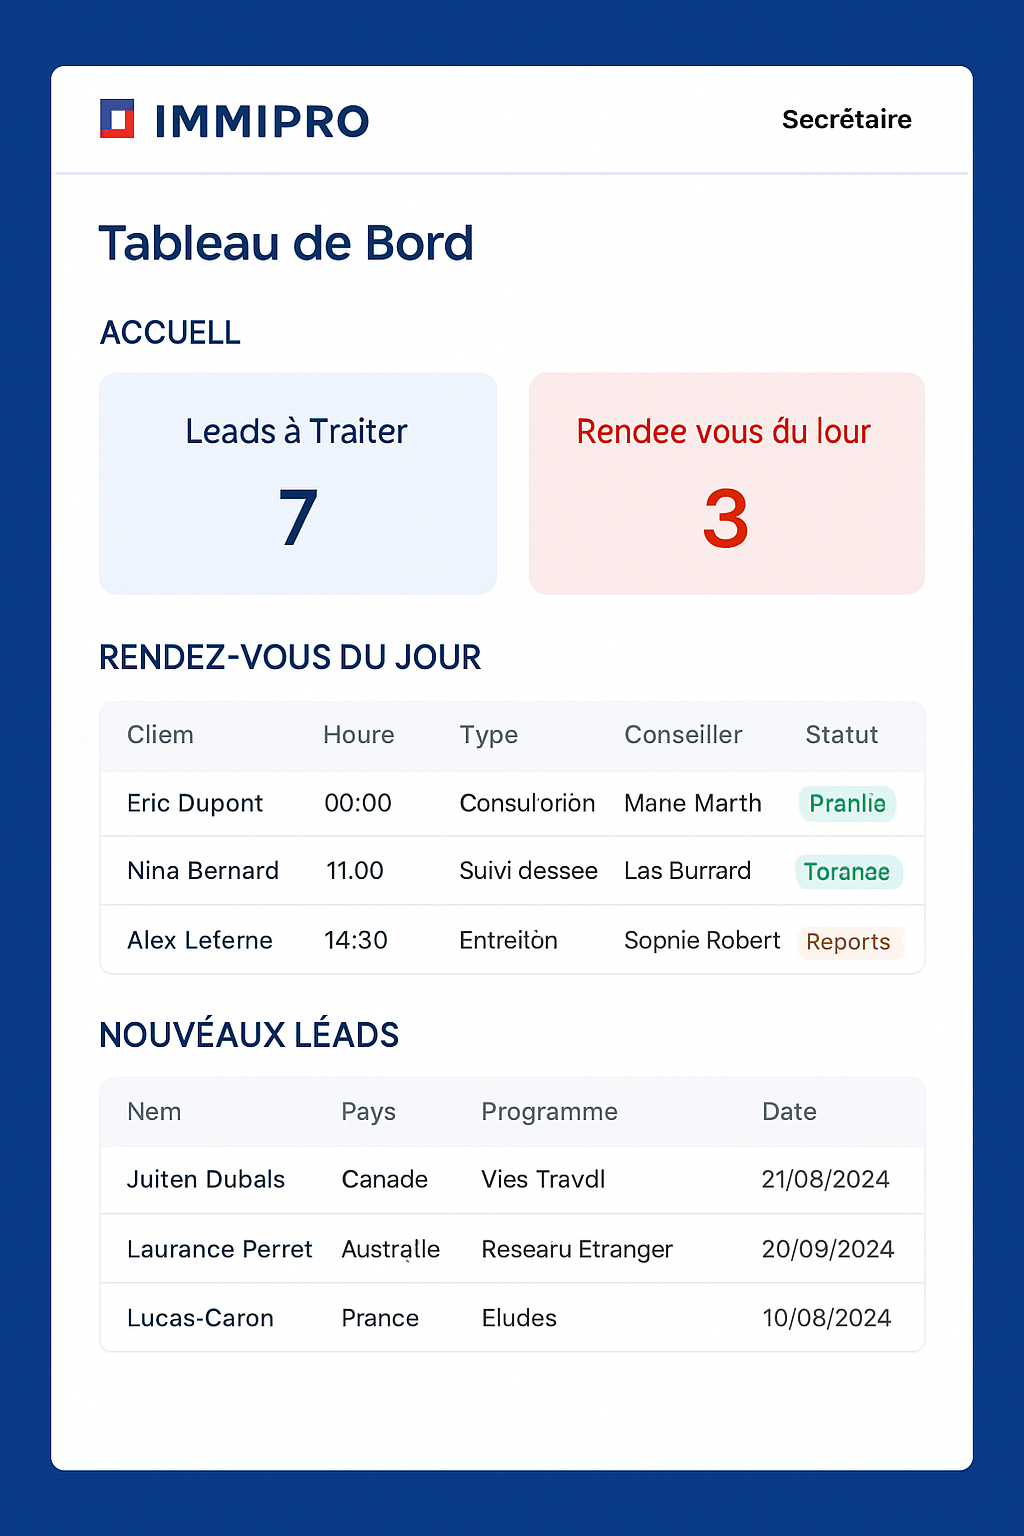 IMMIPRO
Secrétaire
Tableau de Bord
ACCUELL
Leads à Traiter
7
Rendee vous du lour
3
RENDEZ-VOUS DU JOUR
Cliem Houre Type Conseiller Statut
Eric Dupont 00:00 Consulorion Mane Marth Pranlie
Nina Bernard 11.00 Suivi dessee Las Burrard Toranae
Alex Leferne 14:30 Entreitòn Sopnie Robert Reports
NOUVÉAUX LÉADS
Nem Pays Programme Date
Juiten Dubals Canade Vies Travdl 21/08/2024
Laurance Perret Australle Researu Etranger 20/09/2024
Lucas-Caron Prance Eludes 10/08/2024